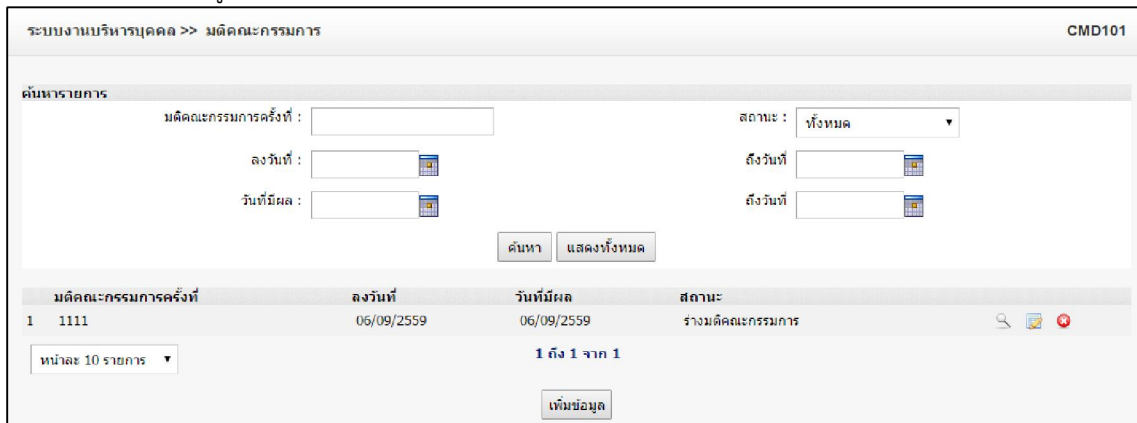 ระบบงานบริหารบุคคล >> มติคณะกรรมการ CMD101
ค้นหารายการ
มติคณะกรรมการครั้งที่ : สถานะ : ทั้งหมด
ลงวันที่ : ถึงวันที่
วันที่มีผล : ถึงวันที่
ค้นหา แสดงทั้งหมด
มติคณะกรรมการครั้งที่ ลงวันที่ วันที่มีผล สถานะ
1 1111 06/09/2559 06/09/2559 ร่างมติคณะกรรมการ
หน้าละ 10 รายการ 1 ถึง 1 จาก 1
เพิ่มข้อมูล